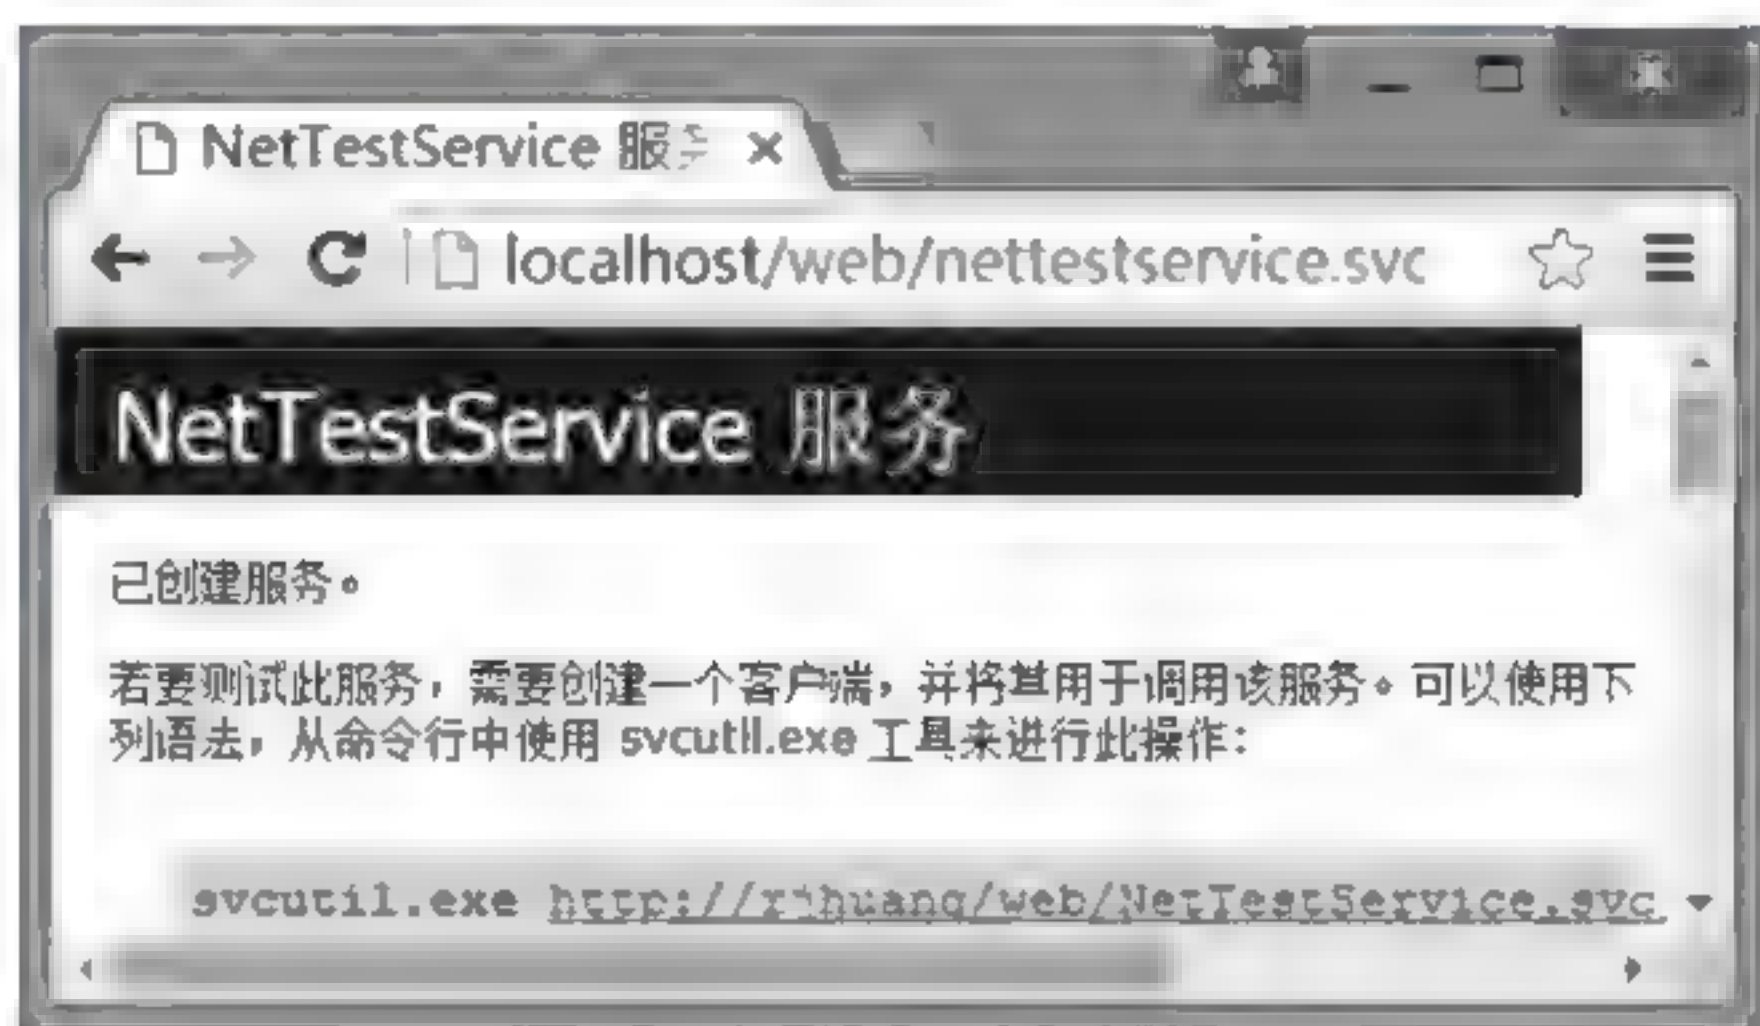 NetTestService 服务
localhost/web/nettestservice.svc
NetTestService 服务
已创建服务。
若要测试此服务，需要创建一个客户端，并将其用于调用该服务。可以使用下
列语法，从命令行中使用 svcutil.exe 工具来进行此操作：
svcutil.exe